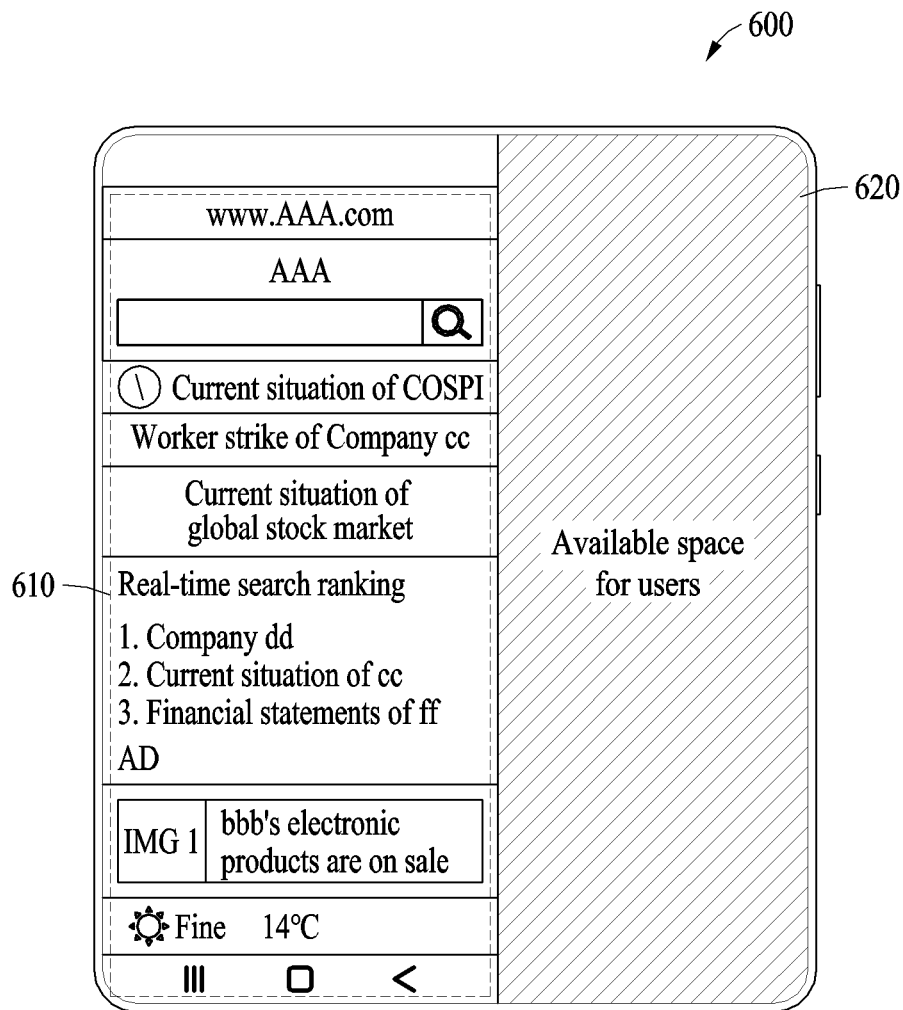 600
620
www.AAA.com
AAA
Current situation of COSPI
Worker strike of Company cc
Current situation of
global stock market
Available space
for users
610
Real-time search ranking
1. Company dd
2. Current situation of cc
3. Financial statements of ff
AD
IMG 1
bbb's electronic
products are on sale
Fine 14°C